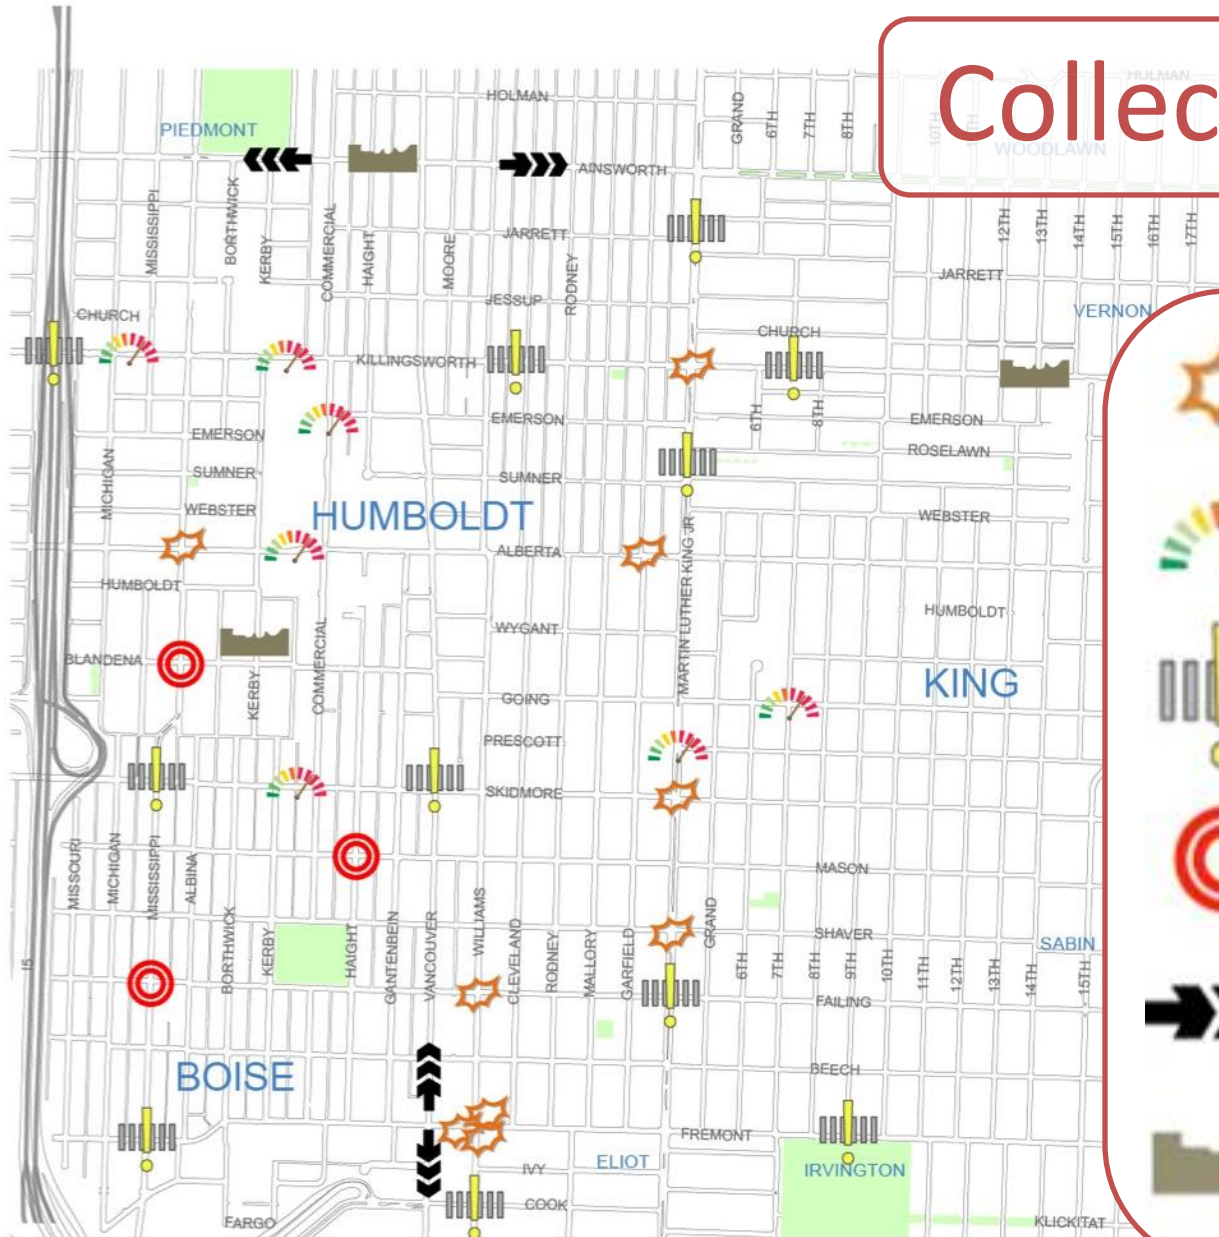 Collec
HOLMAN
HOLMAN
GRAND
6TH
7TH
8TH
10TH
WOODLAWN
PIEDMONT
AINSWORTH
MISSISSIPPI
BORTHWICK
KERBY
COMMERCIAL
HAIGHT
MOORE
JARRETT
RODNEY
12TH
13TH
14TH
15TH
16TH
17TH
JARRETT
JESSUP
VERNON
CHURCH
CHURCH
KILLINGSWORTH
EMERSON
6TH
8TH
EMERSON
EMERSON
ROSELAWN
MICHIGAN
SUMNER
SUMNER
WEBSTER
HUMBOLDT
WEBSTER
MARTIN LUTHER KING JR
ALBERTA
HUMBOLDT
HUMBOLDT
WYGANT
BLANDENA
KERBY
COMMERCIAL
KING
GOING
PRESCOTT
SKIDMORE
MISSOURI
MICHIGAN
MISSISSIPPI
ALBINA
MASON
BORTHWICK
KERBY
HAIGHT
GANTENBEIN
VANCOUVER
WILLIAMS
CLEVELAND
RODNEY
MALLORY
GARFIELD
GRAND
SHAVER
SABIN
I5
6TH
7TH
8TH
9TH
10TH
11TH
12TH
13TH
14TH
15TH
FAILING
BOISE
BEECH
FREMONT
ELIOT
IVY
IRVINGTON
COOK
FARGO
KLICKITAT